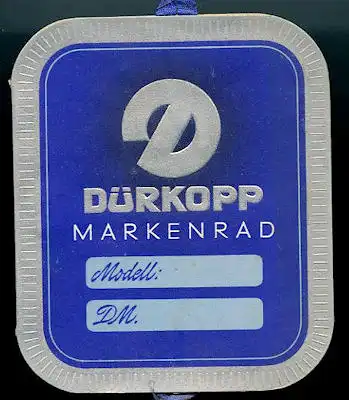 DÜRKOPP
MARKENRAD
Modell:
DM.